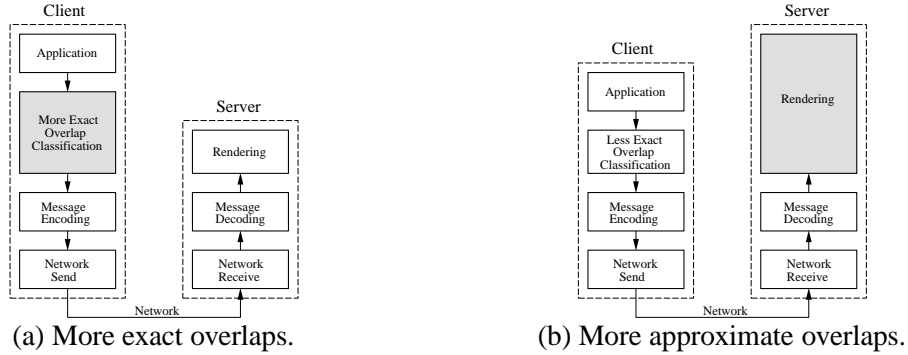 Client
Application
More Exact
Overlap
Classification
Message
Encoding
Network
Send
Server
Rendering
Message
Decoding
Network
Receive
Network
(a) More exact overlaps.
Client
Application
Less Exact
Overlap
Classification
Message
Encoding
Network
Send
Server
Rendering
Message
Decoding
Network
Receive
Network
(b) More approximate overlaps.